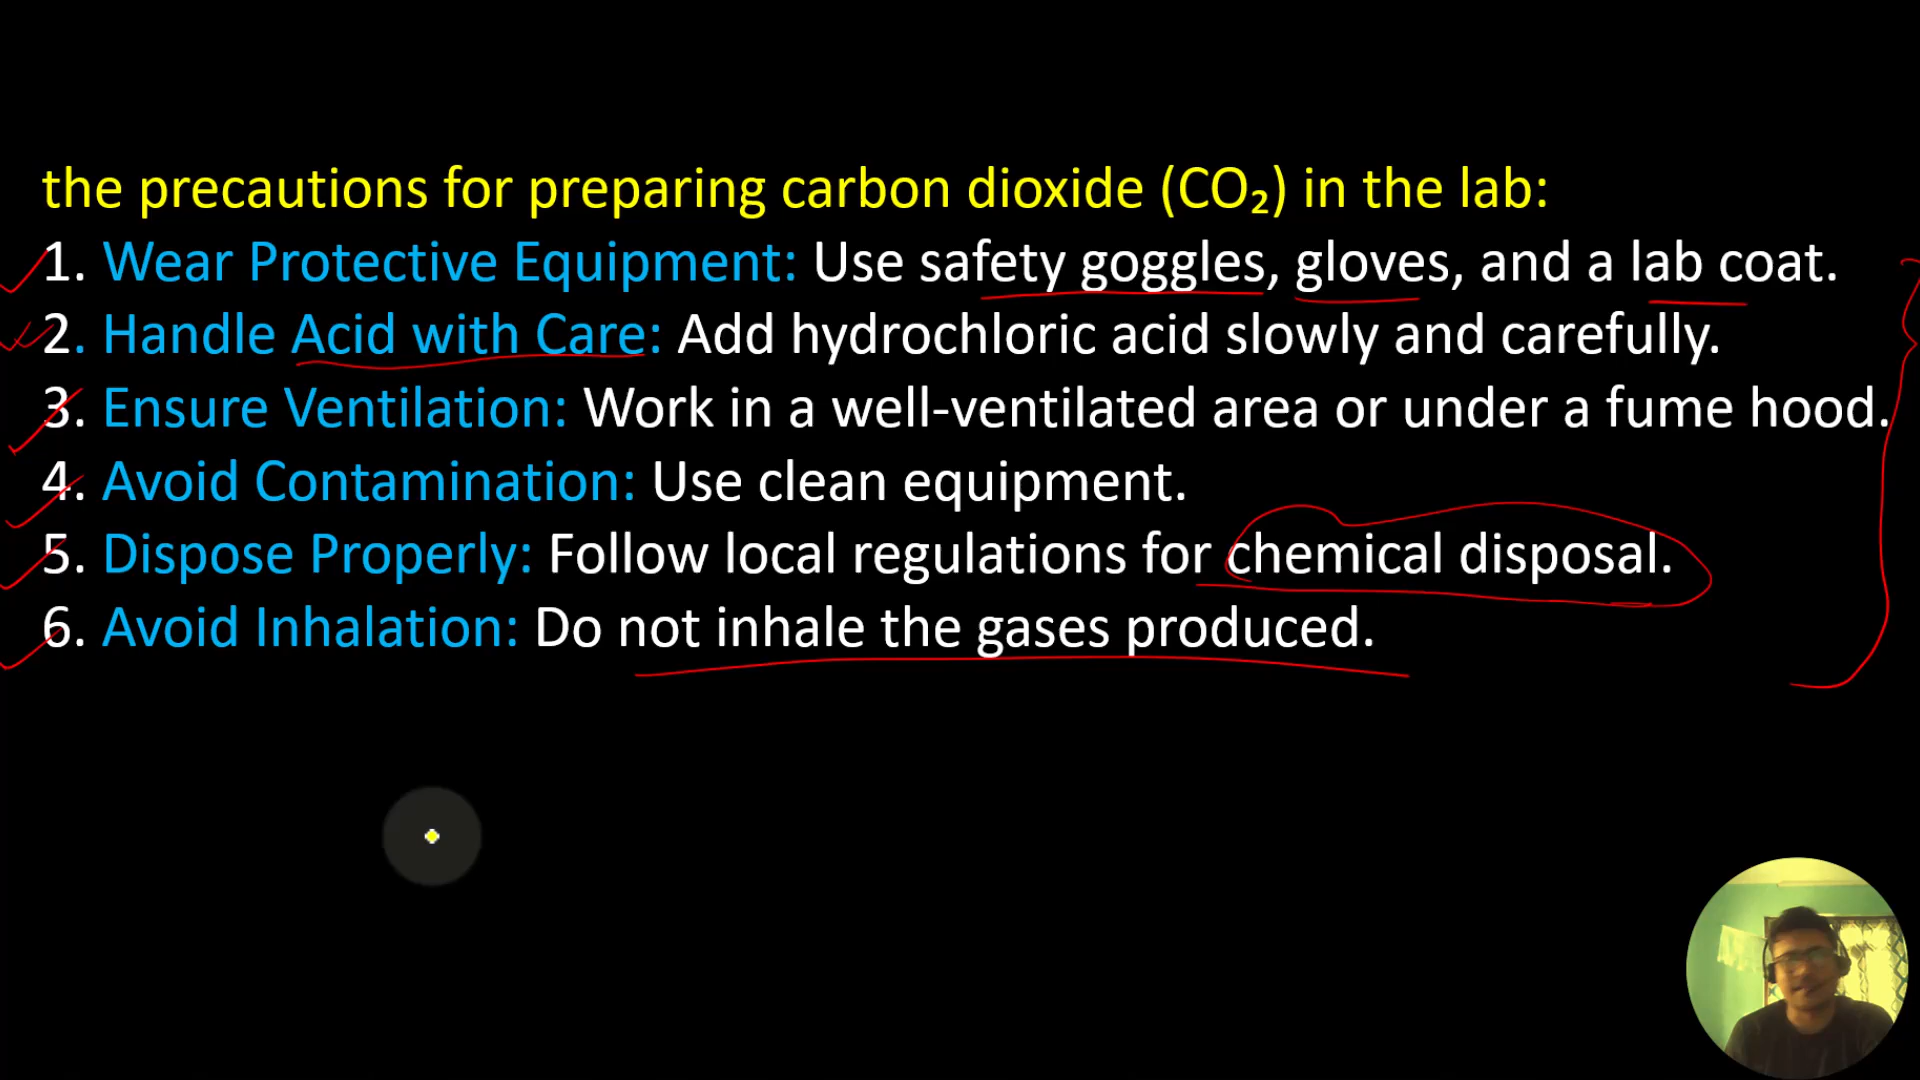 the precautions for preparing carbon dioxide (CO₂) in the lab:
1. Wear Protective Equipment: Use safety goggles, gloves, and a lab coat.
2. Handle Acid with Care: Add hydrochloric acid slowly and carefully.
3. Ensure Ventilation: Work in a well-ventilated area or under a fume hood.
4. Avoid Contamination: Use clean equipment.
5. Dispose Properly: Follow local regulations for chemical disposal.
6. Avoid Inhalation: Do not inhale the gases produced.